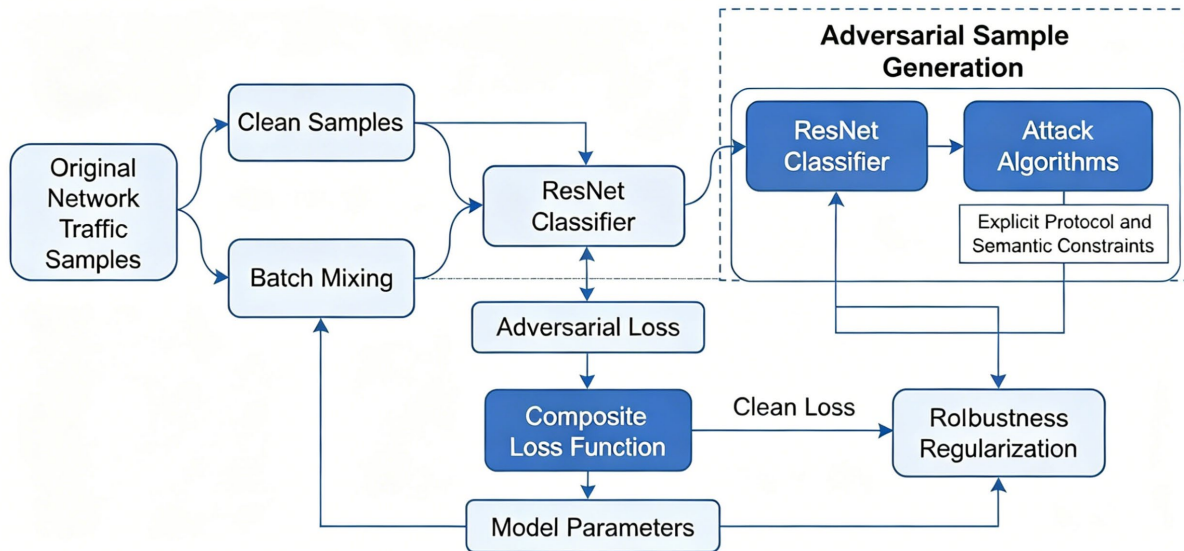 Adversarial Sample
Generation
Clean Samples
ResNet
Classifier
Attack
Algorithms
Original
Network
Traffic
Samples
ResNet
Classifier
Explicit Protocol and
Semantic Constraints
Batch Mixing
Adversarial Loss
Composite
Loss Function
Clean Loss
Rolbustness
Regularization
Model Parameters